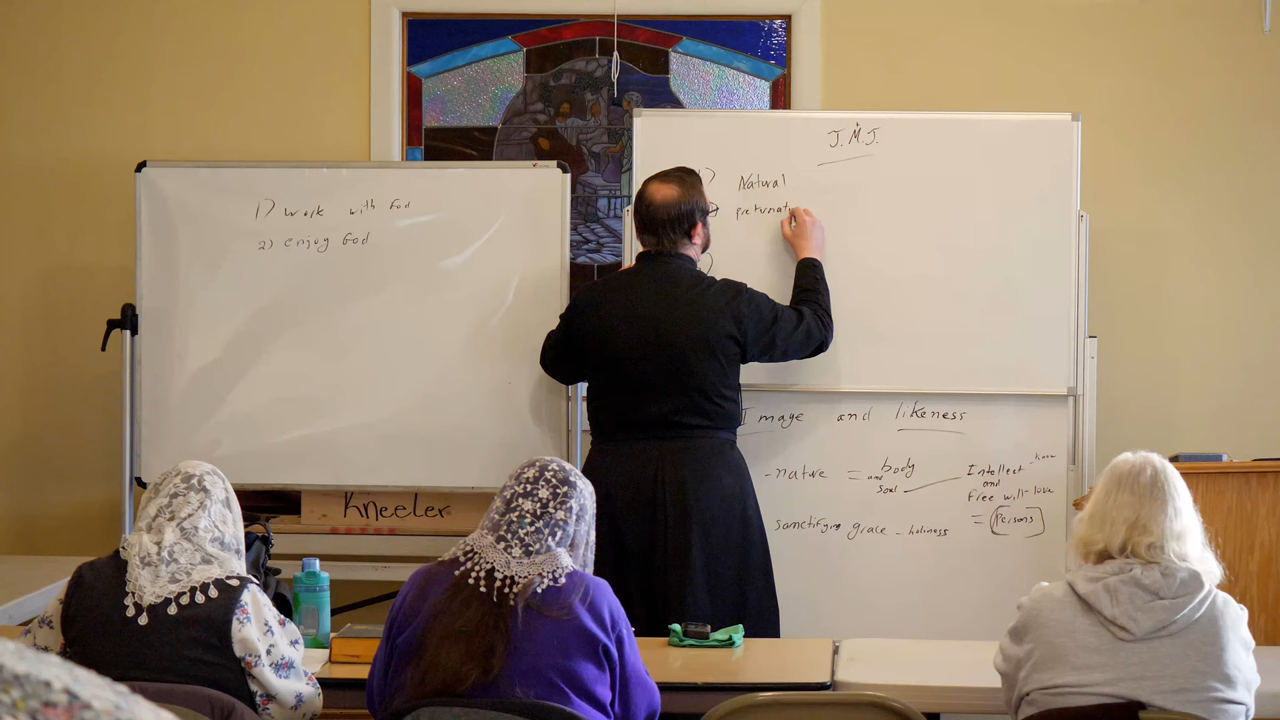 1) work with God
2) enjoy God
Kneeler
J.M.J.
1) Natural
preternat
Image and likeness
-nature = body and soul — Intellect -know and Free will-love
sanctifying grace - holiness = (Persons)